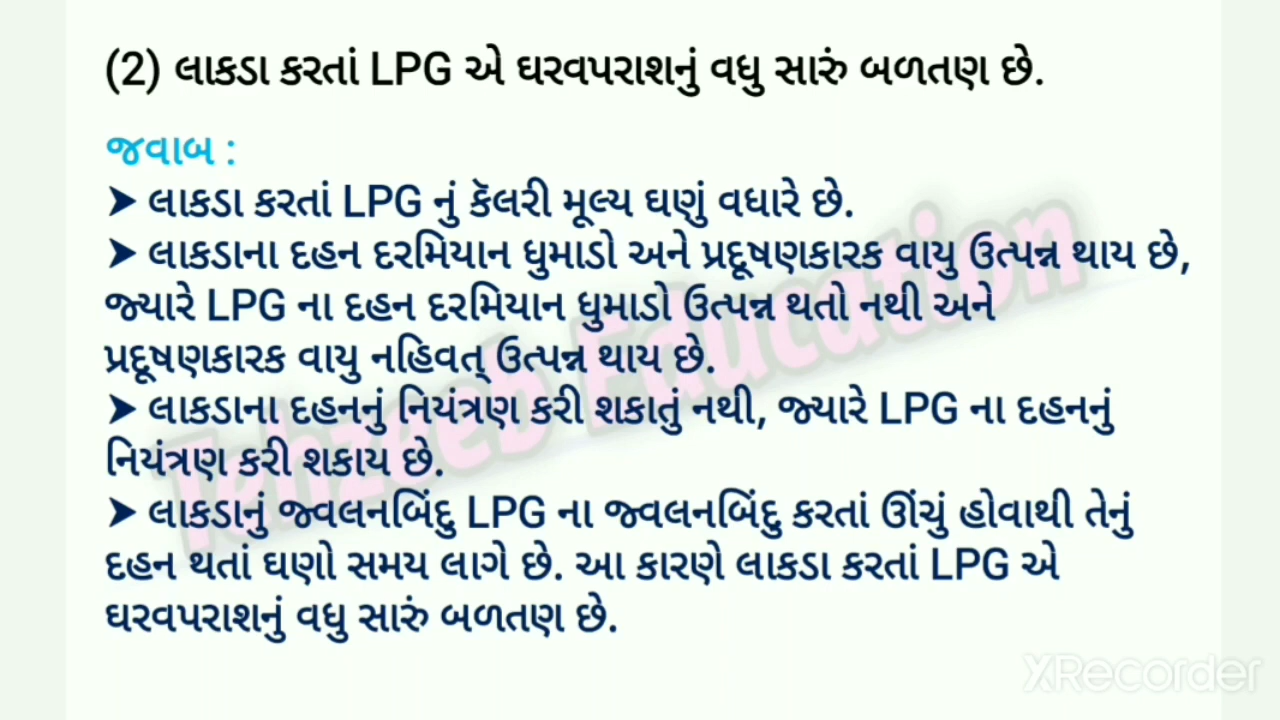 (2) લાકડા કરતાં LPG એ ઘરવપરાશનું વધુ સારું બળતણ છે.
જવાબ :
➤ લાકડા કરતાં LPG નું કૅલરી મૂલ્ય ઘણું વધારે છે.
➤ લાકડાના દહન દરમિયાન ધુમાડો અને પ્રદૂષણકારક વાયુ ઉત્પન્ન થાય છે,
જ્યારે LPG ના દહન દરમિયાન ધુમાડો ઉત્પન્ન થતો નથી અને
પ્રદૂષણકારક વાયુ નહિવત્ ઉત્પન્ન થાય છે.
➤ લાકડાના દહનનું નિયંત્રણ કરી શકાતું નથી, જ્યારે LPG ના દહનનું
નિયંત્રણ કરી શકાય છે.
➤ લાકડાનું જ્વલનબિંદુ LPG ના જ્વલનબિંદુ કરતાં ઊંચું હોવાથી તેનું
દહન થતાં ઘણો સમય લાગે છે. આ કારણે લાકડા કરતાં LPG એ
ઘરવપરાશનું વધુ સારું બળતણ છે.
Tehzeeb Education
XRecorder